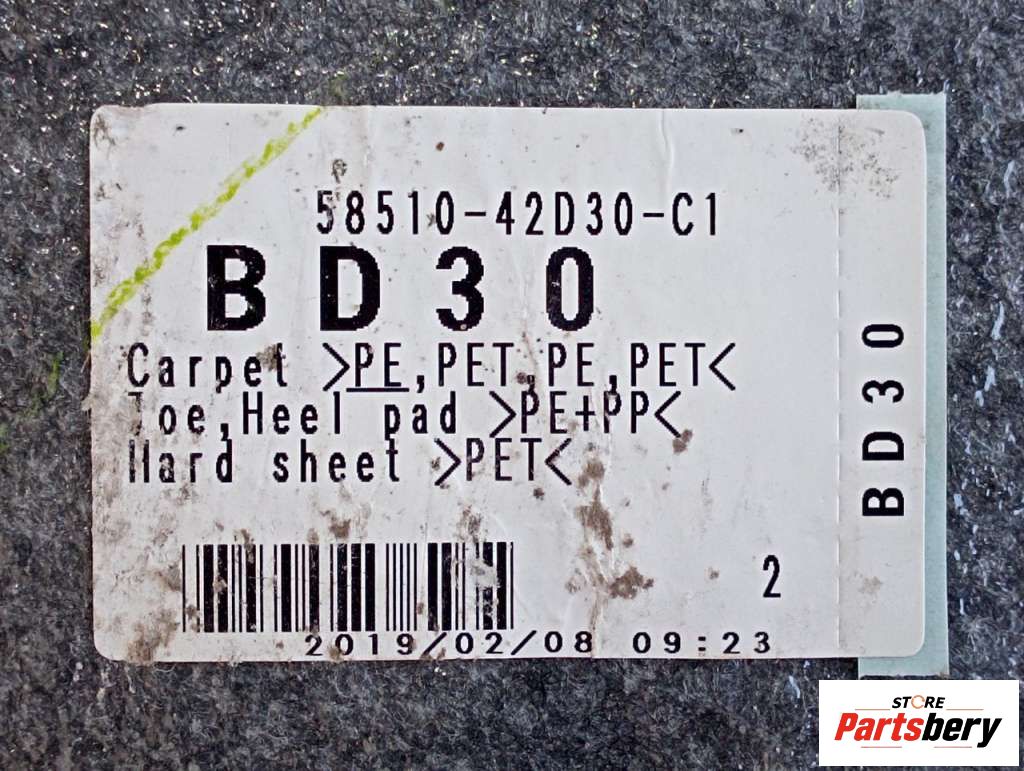 58510-42D30-C1
BD30
Carpet >PE,PET,PE,PET<
Toe,Heel pad >PE+PP<
Hard sheet >PET<
2
2019/02/08 09:23
BD30
STORE
Partsbery